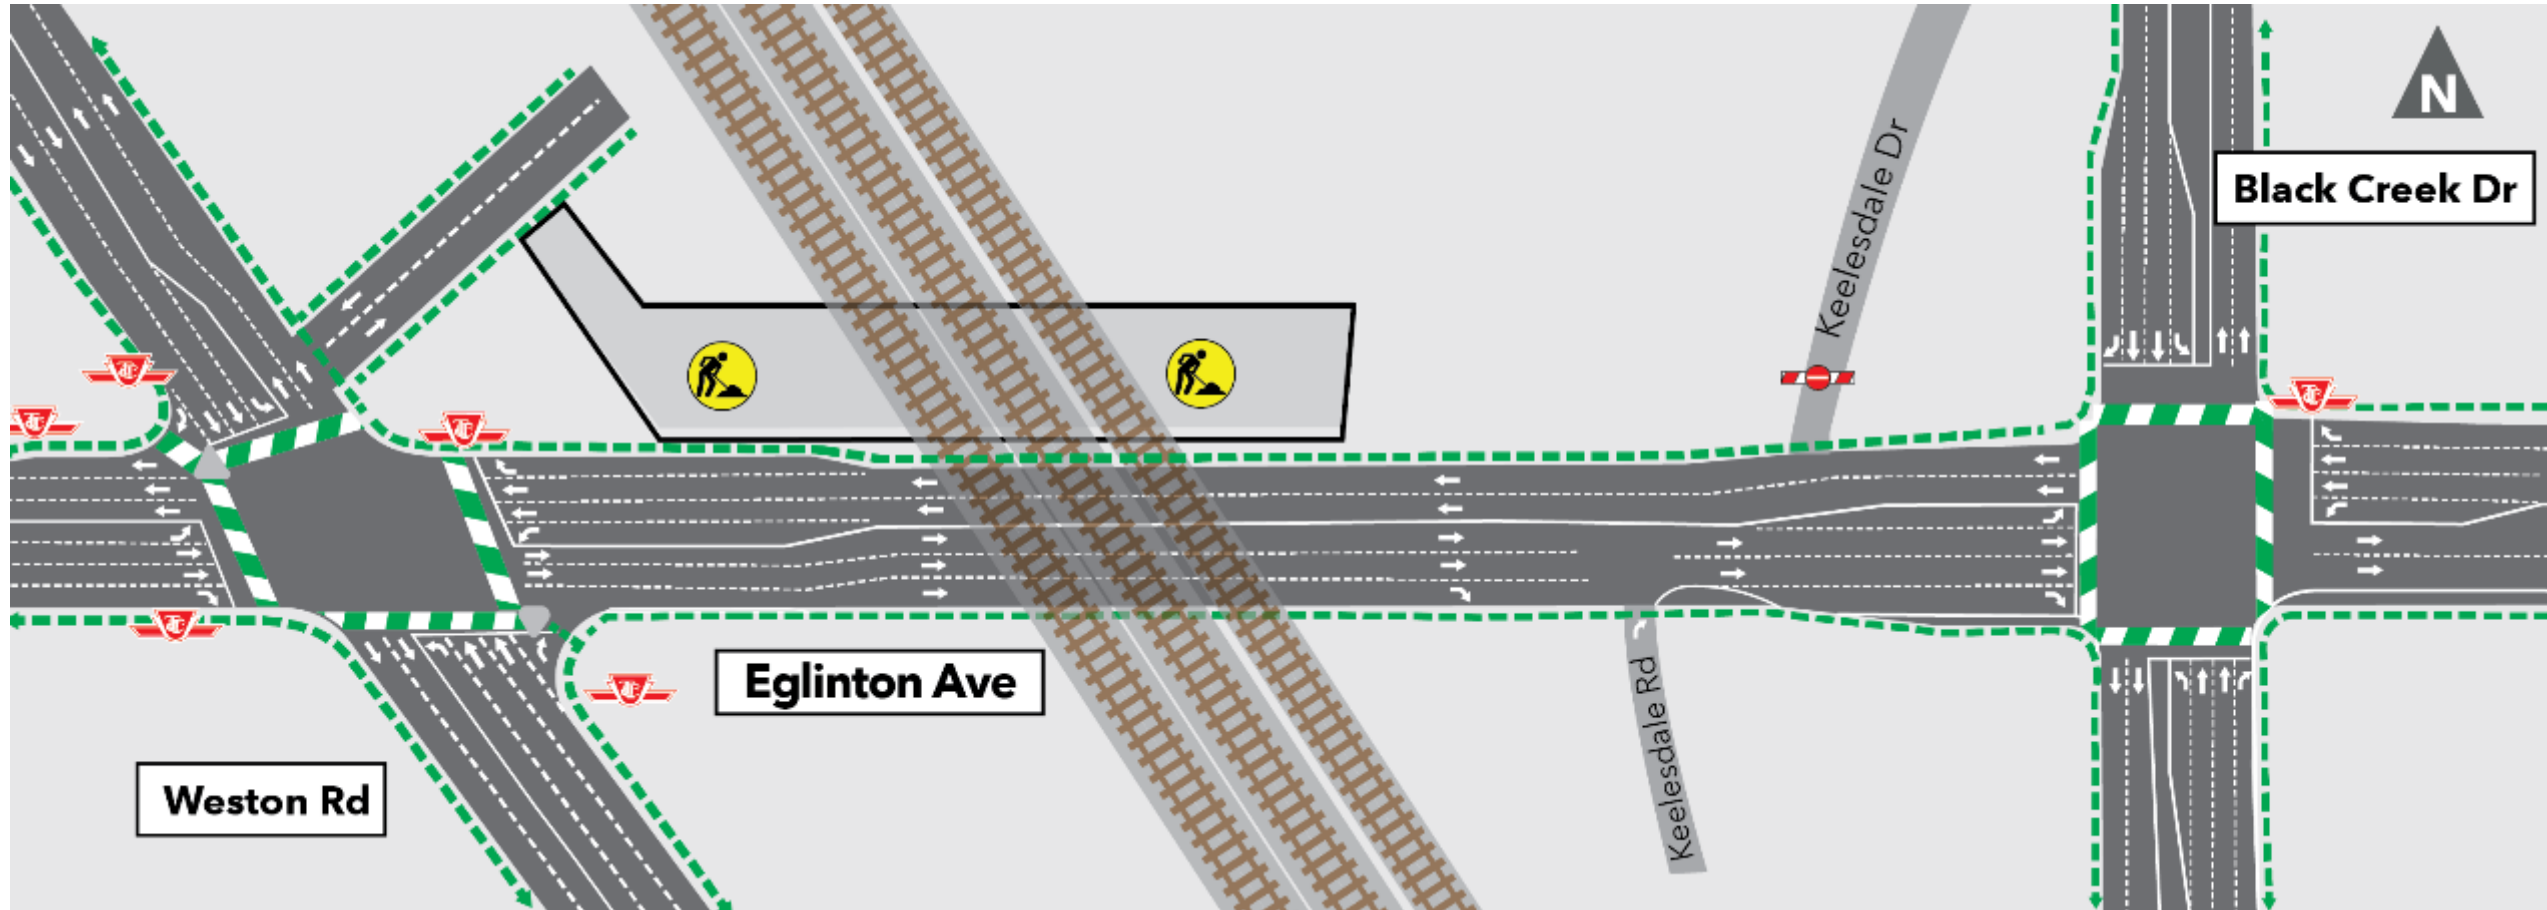 N
Black Creek Dr
Keelesdale Dr
Eglinton Ave
Keelesdale Rd
Weston Rd